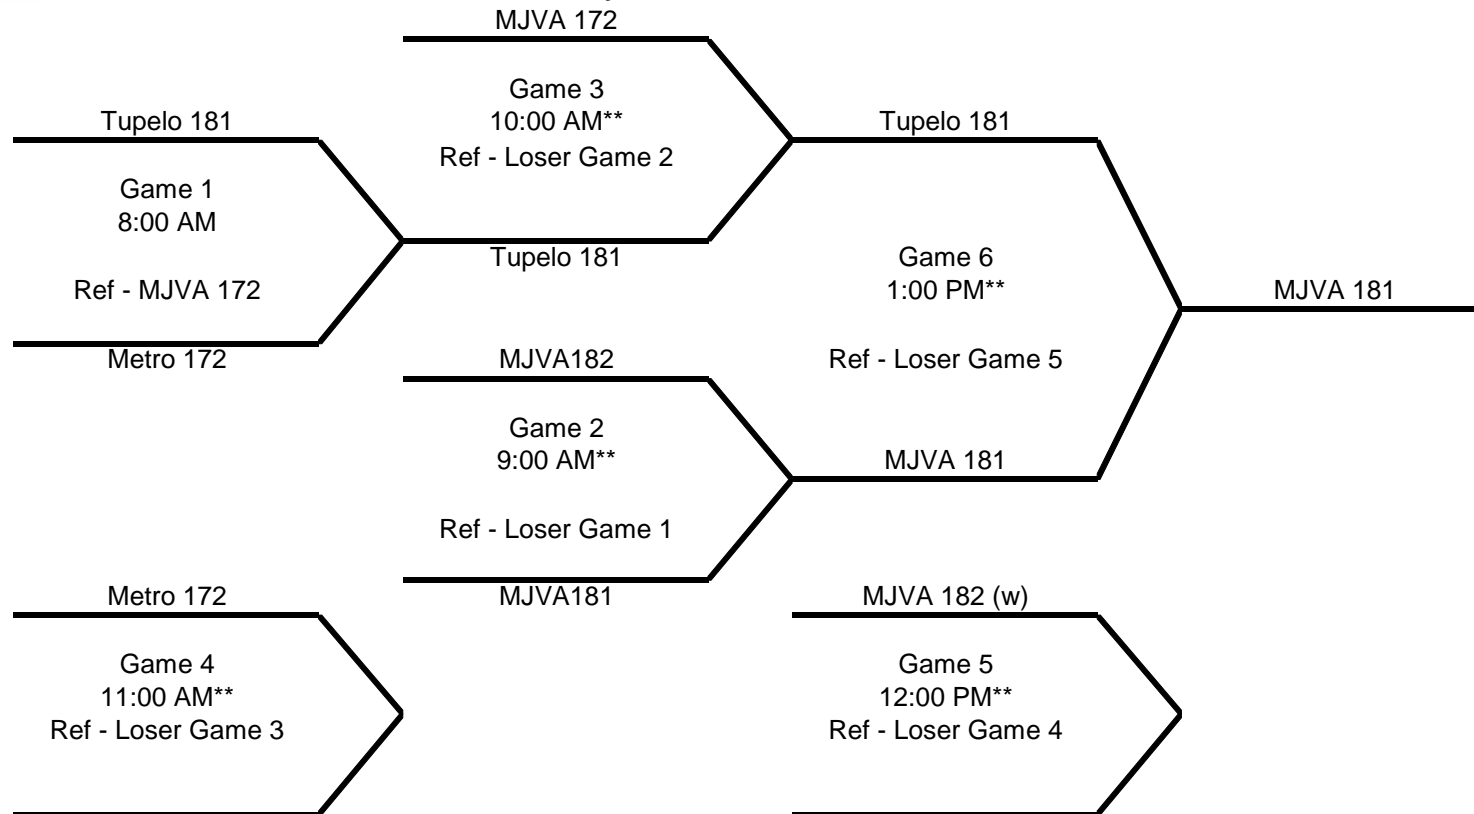 MJVA 172
Game 3
10:00 AM**
Ref - Loser Game 2
Tupelo 181
Tupelo 181
Game 1
8:00 AM
Ref - MJVA 172
Metro 172
Tupelo 181
Game 6
1:00 PM**
Ref - Loser Game 5
MJVA 181
MJVA182
Game 2
9:00 AM**
Ref - Loser Game 1
MJVA181
MJVA 181
Metro 172
Game 4
11:00 AM**
Ref - Loser Game 3
MJVA 182 (w)
Game 5
12:00 PM**
Ref - Loser Game 4